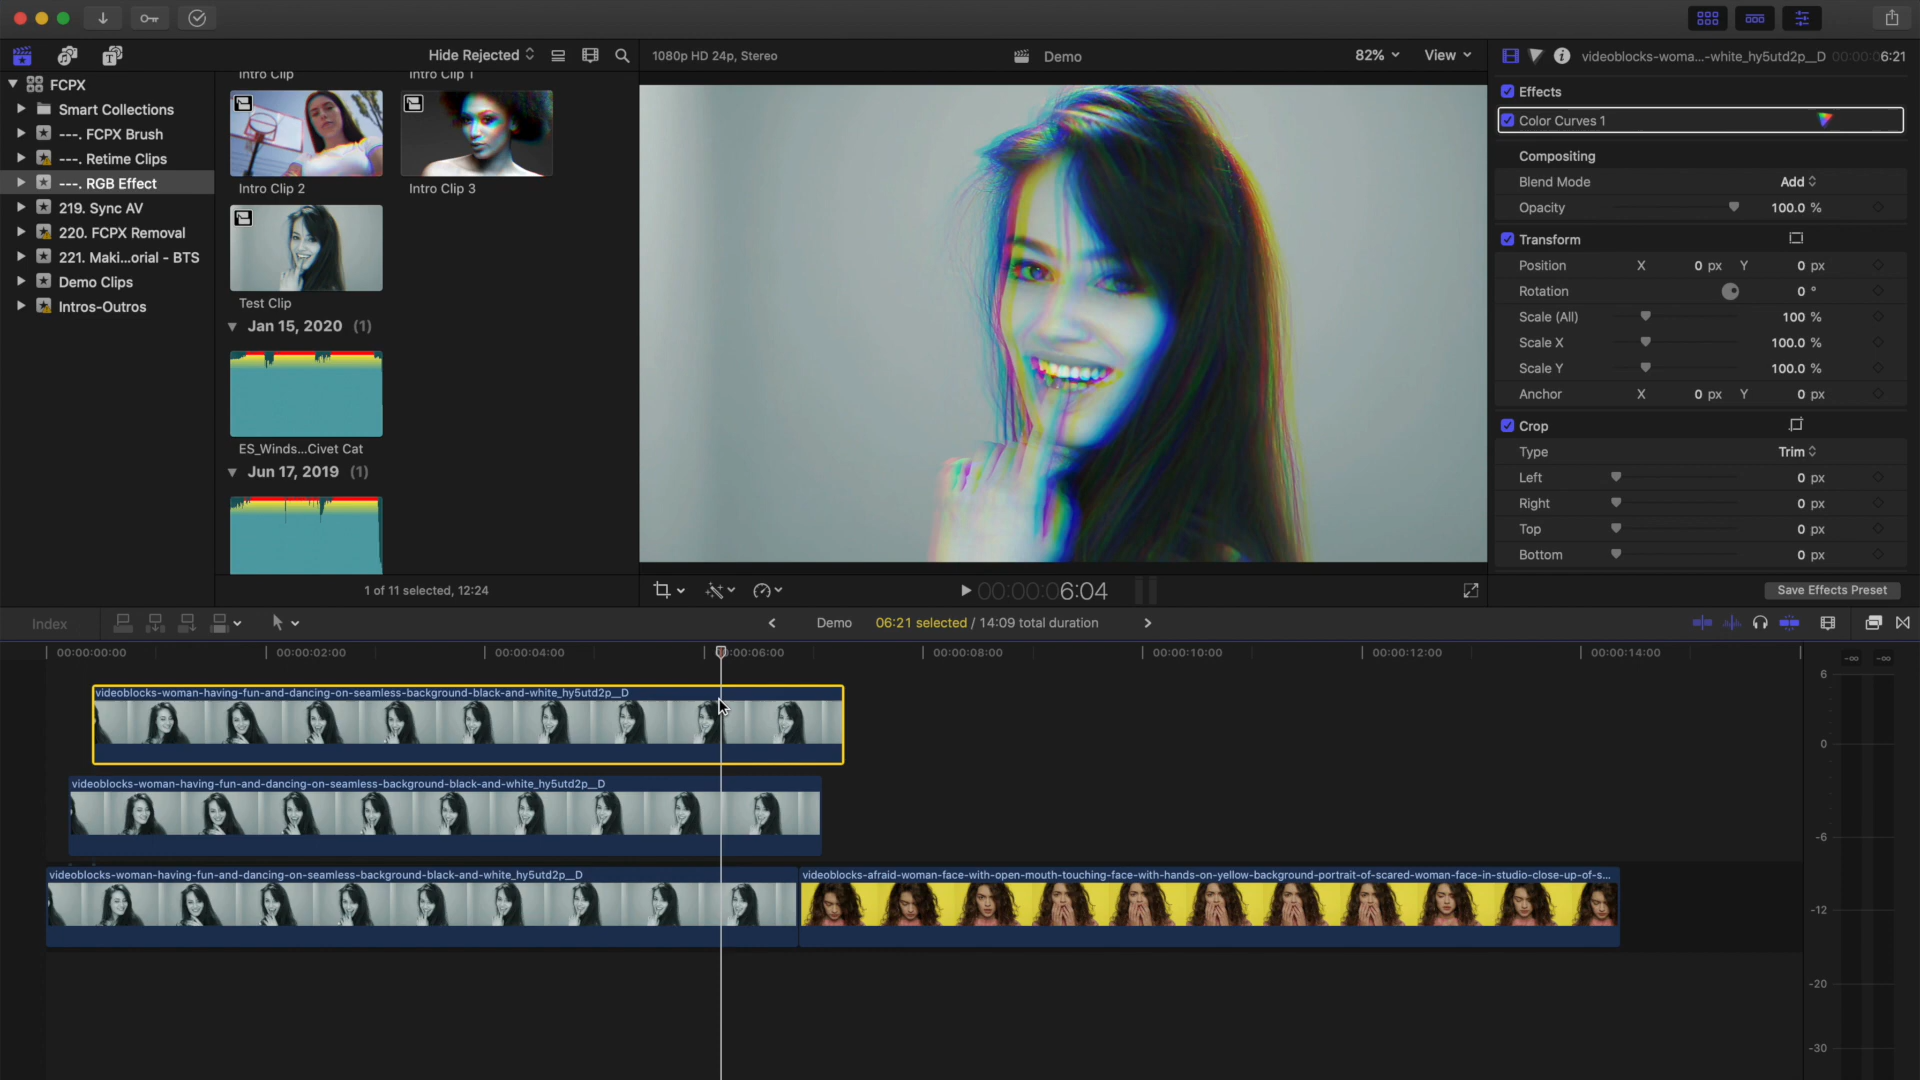 Hide Rejected
1080p HD 24p, Stereo
Demo
82%
View
videoblocks-woma...-white_hy5utd2p__D
00:00:06:21
FCPX
Smart Collections
---. FCPX Brush
---. Retime Clips
---. RGB Effect
219. Sync AV
220. FCPX Removal
221. Maki...orial - BTS
Demo Clips
Intros-Outros
Intro Clip
Intro Clip 1
Intro Clip 2
Intro Clip 3
Test Clip
Jan 15, 2020 (1)
ES_Winds...Civet Cat
Jun 17, 2019 (1)
1 of 11 selected, 12:24
00:00:06:04
Effects
Color Curves 1
Compositing
Blend Mode Add
Opacity 100.0 %
Transform
Position X 0 px Y 0 px
Rotation 0 °
Scale (All) 100 %
Scale X 100.0 %
Scale Y 100.0 %
Anchor X 0 px Y 0 px
Crop
Type Trim
Left 0 px
Right 0 px
Top 0 px
Bottom 0 px
Save Effects Preset
Index
Demo
06:21 selected / 14:09 total duration
00:00:00:00
00:00:02:00
00:00:04:00
00:00:06:00
00:00:08:00
00:00:10:00
00:00:12:00
00:00:14:00
videoblocks-woman-having-fun-and-dancing-on-seamless-background-black-and-white_hy5utd2p__D
videoblocks-woman-having-fun-and-dancing-on-seamless-background-black-and-white_hy5utd2p__D
videoblocks-woman-having-fun-and-dancing-on-seamless-background-black-and-white_hy5utd2p__D
videoblocks-afraid-woman-face-with-open-mouth-touching-face-with-hands-on-yellow-background-portrait-of-scared-woman-face-in-studio-close-up-of-s...
-∞ -∞
6
0
-6
-12
-20
-30